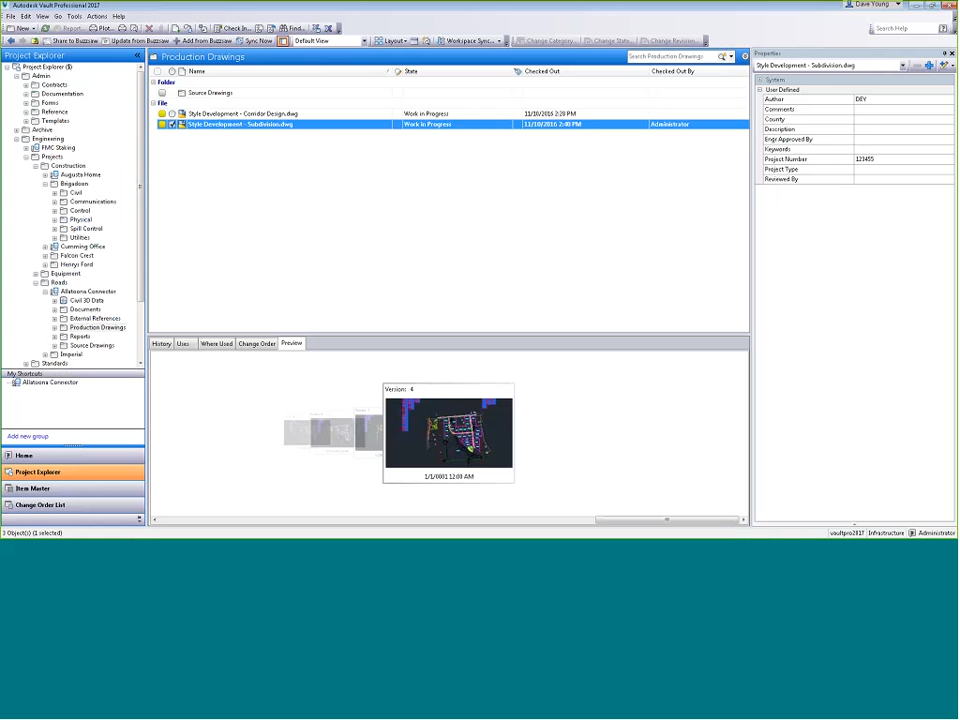 Autodesk Vault Professional 2017
Dave Young
File Edit View Go Tools Actions Help
New Report... Plot... Check In... Find...
Search Help
Share to Buzzsaw Update from Buzzsaw Add from Buzzsaw Sync Now Default View Layout Workspace Sync... Change Category... Change State... Change Revision...
Project Explorer
Project Explorer ($)
Admin
Contracts
Documentation
Forms
Reference
Templates
Archive
Engineering
FMC Staking
Projects
Construction
Augusta Home
Brigadoon
Civil
Communications
Control
Physical
Spill Control
Utilities
Cumming Office
Falcon Crest
Henrys Ford
Equipment
Roads
Allatoona Connector
Civil 3D Data
Documents
External References
Production Drawings
Reports
Source Drawings
Imperial
Standards
My Shortcuts
Allatoona Connector
Add new group
Home
Project Explorer
Item Master
Change Order List
3 Object(s) (1 selected)
Production Drawings
Search Production Drawings
Name State Checked Out Checked Out By
Folder
Source Drawings
File
Style Development - Corridor Design.dwg Work in Progress 11/10/2016 2:28 PM
Style Development - Subdivision.dwg Work in Progress 11/10/2016 2:40 PM Administrator
History Uses Where Used Change Order Preview
Version: 4
1/1/0001 12:00 AM
Properties
Style Development - Subdivision.dwg
System
User Defined
Author DEY
Comments
County
Description
Engr Approved By
Keywords
Project Number 123455
Project Type
Reviewed By
vaultpro2017 Infrastructure Administrator